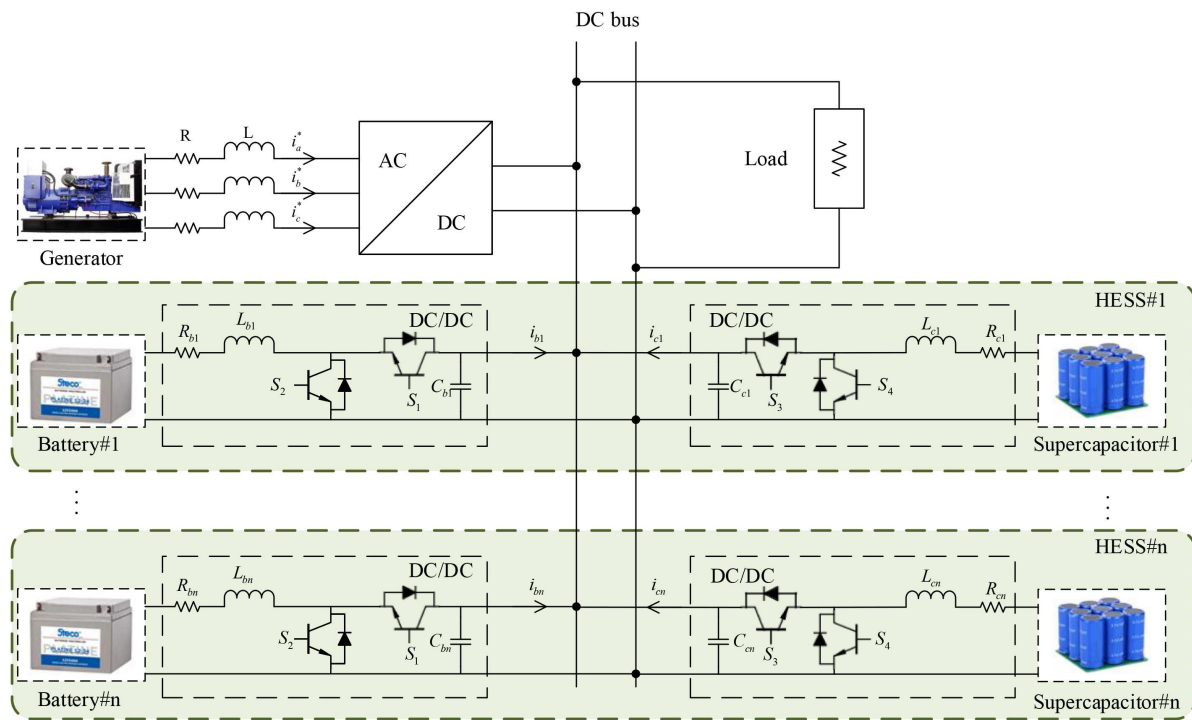 DC bus
R
L
i*a
AC
i*b
Load
i*c
DC
Generator
HESS#1
Rb1
Lb1
DC/DC
ib1
ic1
DC/DC
Lc1
Rc1
S2
S1
Cb1
Cc1
S3
S4
Steco
Battery#1
Supercapacitor#1
⋮
⋮
HESS#n
Rbn
Lbn
DC/DC
ibn
icn
DC/DC
Lcn
Rcn
S2
S1
Cbn
Ccn
S3
S4
Steco
Battery#n
Supercapacitor#n